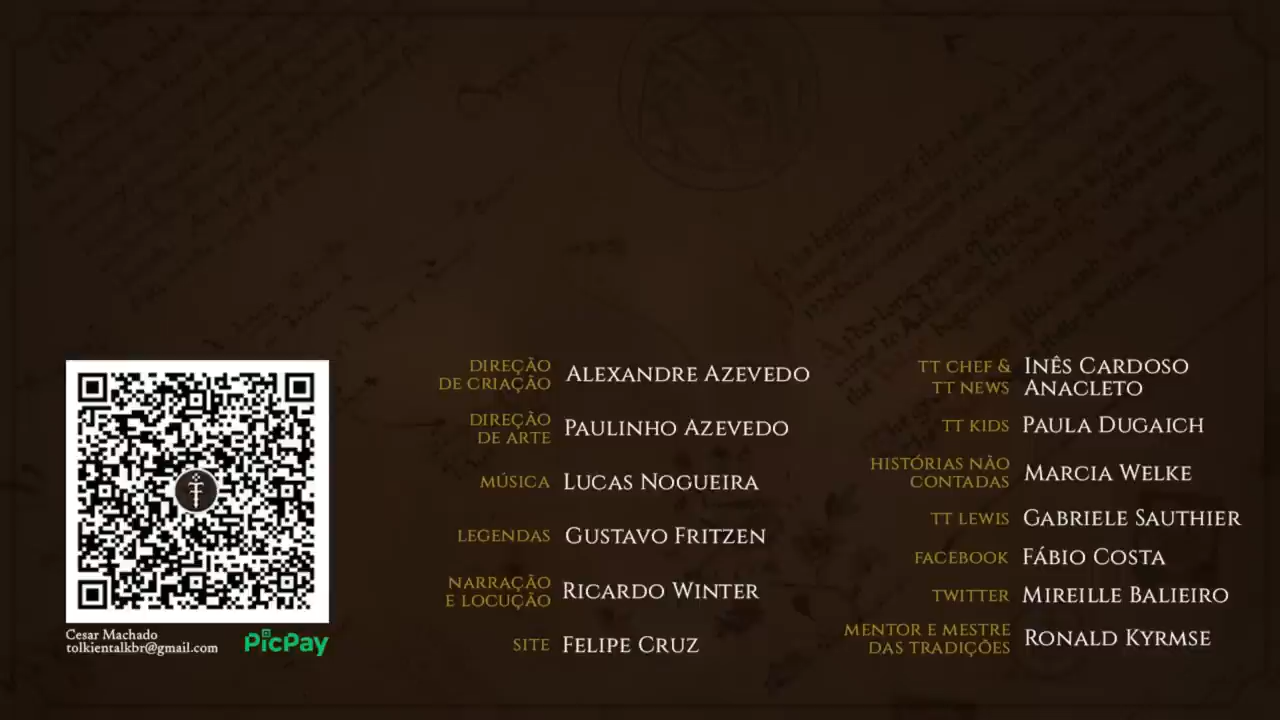 DIREÇÃO
DE CRIAÇÃO
ALEXANDRE AZEVEDO
DIREÇÃO
DE ARTE
PAULINHO AZEVEDO
MÚSICA
LUCAS NOGUEIRA
LEGENDAS
GUSTAVO FRITZEN
NARRAÇÃO
E LOCUÇÃO
RICARDO WINTER
SITE
FELIPE CRUZ
TT CHEF &
TT NEWS
INÊS CARDOSO
ANACLETO
TT KIDS
PAULA DUGAICH
HISTÓRIAS NÃO
CONTADAS
MARCIA WELKE
TT LEWIS
GABRIELE SAUTHIER
FACEBOOK
FÁBIO COSTA
TWITTER
MIREILLE BALIEIRO
MENTOR E MESTRE
DAS TRADIÇÕES
RONALD KYRMSE
Cesar Machado
tolkientalkbr@gmail.com
PicPay